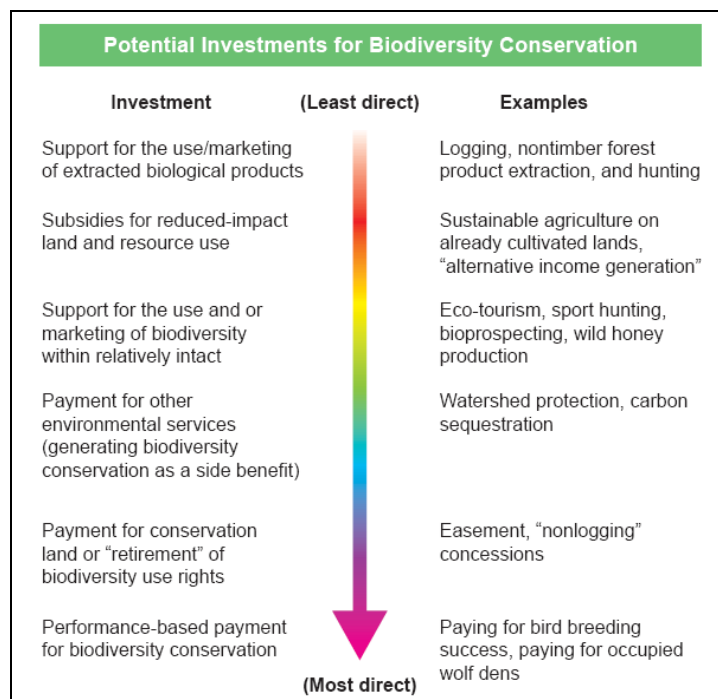 Potential Investments for Biodiversity Conservation
Investment
(Least direct)
Examples
Support for the use/marketing
of extracted biological products
Logging, nontimber forest
product extraction, and hunting
Subsidies for reduced-impact
land and resource use
Sustainable agriculture on
already cultivated lands,
“alternative income generation”
Support for the use and or
marketing of biodiversity
within relatively intact
Eco-tourism, sport hunting,
bioprospecting, wild honey
production
Payment for other
environmental services
(generating biodiversity
conservation as a side benefit)
Watershed protection, carbon
sequestration
Payment for conservation
land or “retirement” of
biodiversity use rights
Easement, “nonlogging”
concessions
Performance-based payment
for biodiversity conservation
Paying for bird breeding
success, paying for occupied
wolf dens
(Most direct)